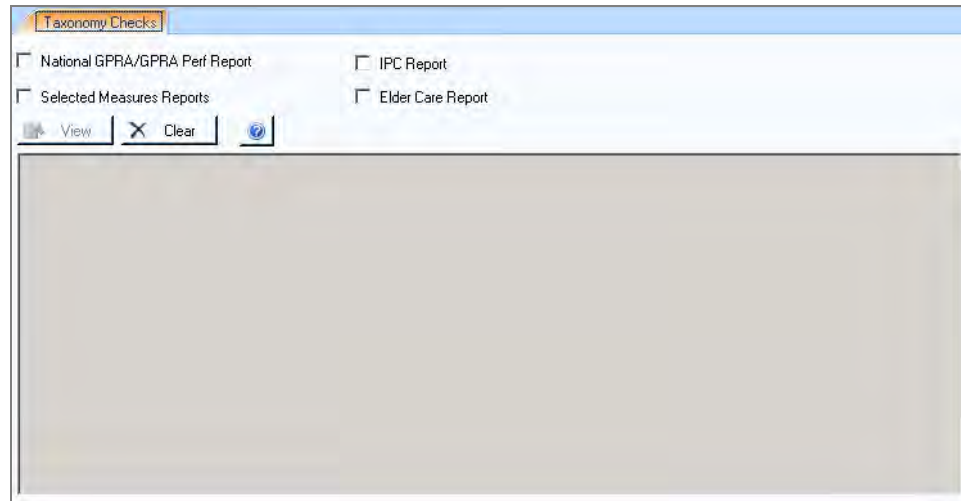 Taxonomy Checks
National GPRA/GPRA Perf Report
IPC Report
Selected Measures Reports
Elder Care Report
View
Clear
?